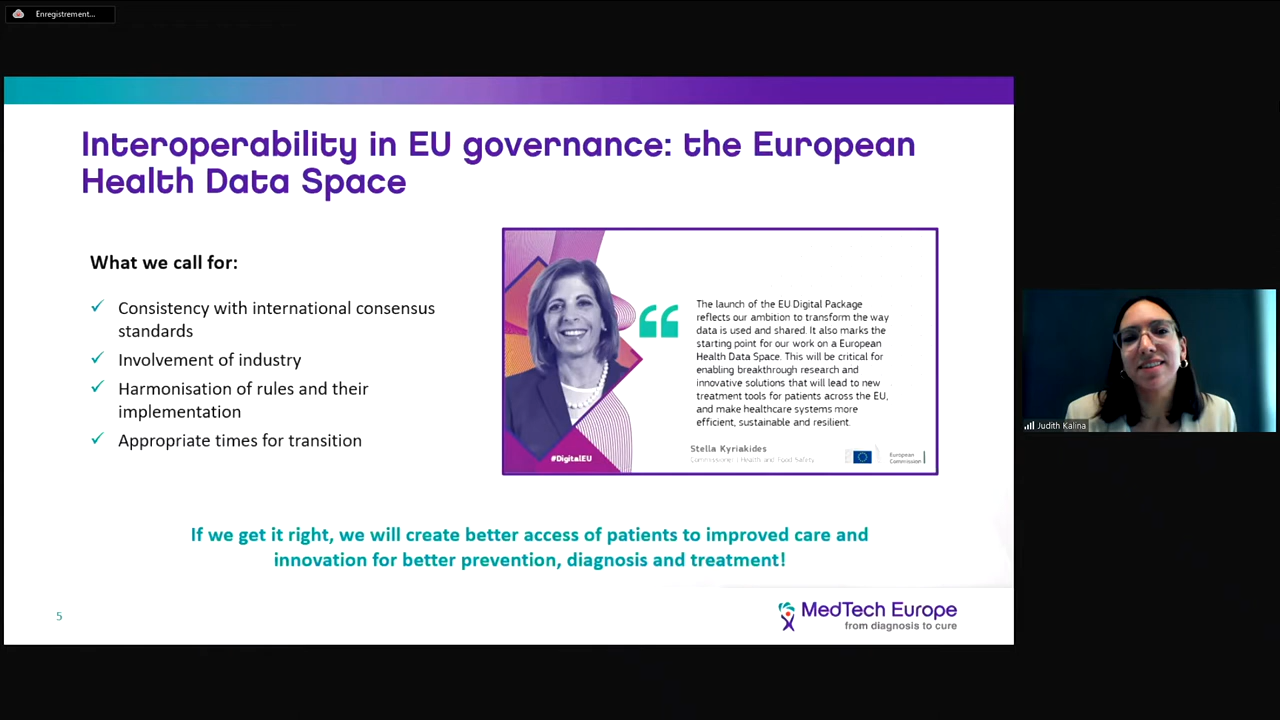 Enregistrement...
Interoperability in EU governance: the European
Health Data Space
What we call for:
✓ Consistency with international consensus
standards
✓ Involvement of industry
✓ Harmonisation of rules and their
implementation
✓ Appropriate times for transition
The launch of the EU Digital Package
reflects our ambition to transform the way
data is used and shared. It also marks the
starting point for our work on a European
Health Data Space. This will be critical for
enabling breakthrough research and
innovative solutions that will lead to new
treatment tools for patients across the EU,
and make healthcare systems more
efficient, sustainable and resilient.
Stella Kyriakides
Commissioner | Health and Food Safety
#DigitalEU
European
Commission
If we get it right, we will create better access of patients to improved care and
innovation for better prevention, diagnosis and treatment!
5
MedTech Europe
from diagnosis to cure
Judith Kalina